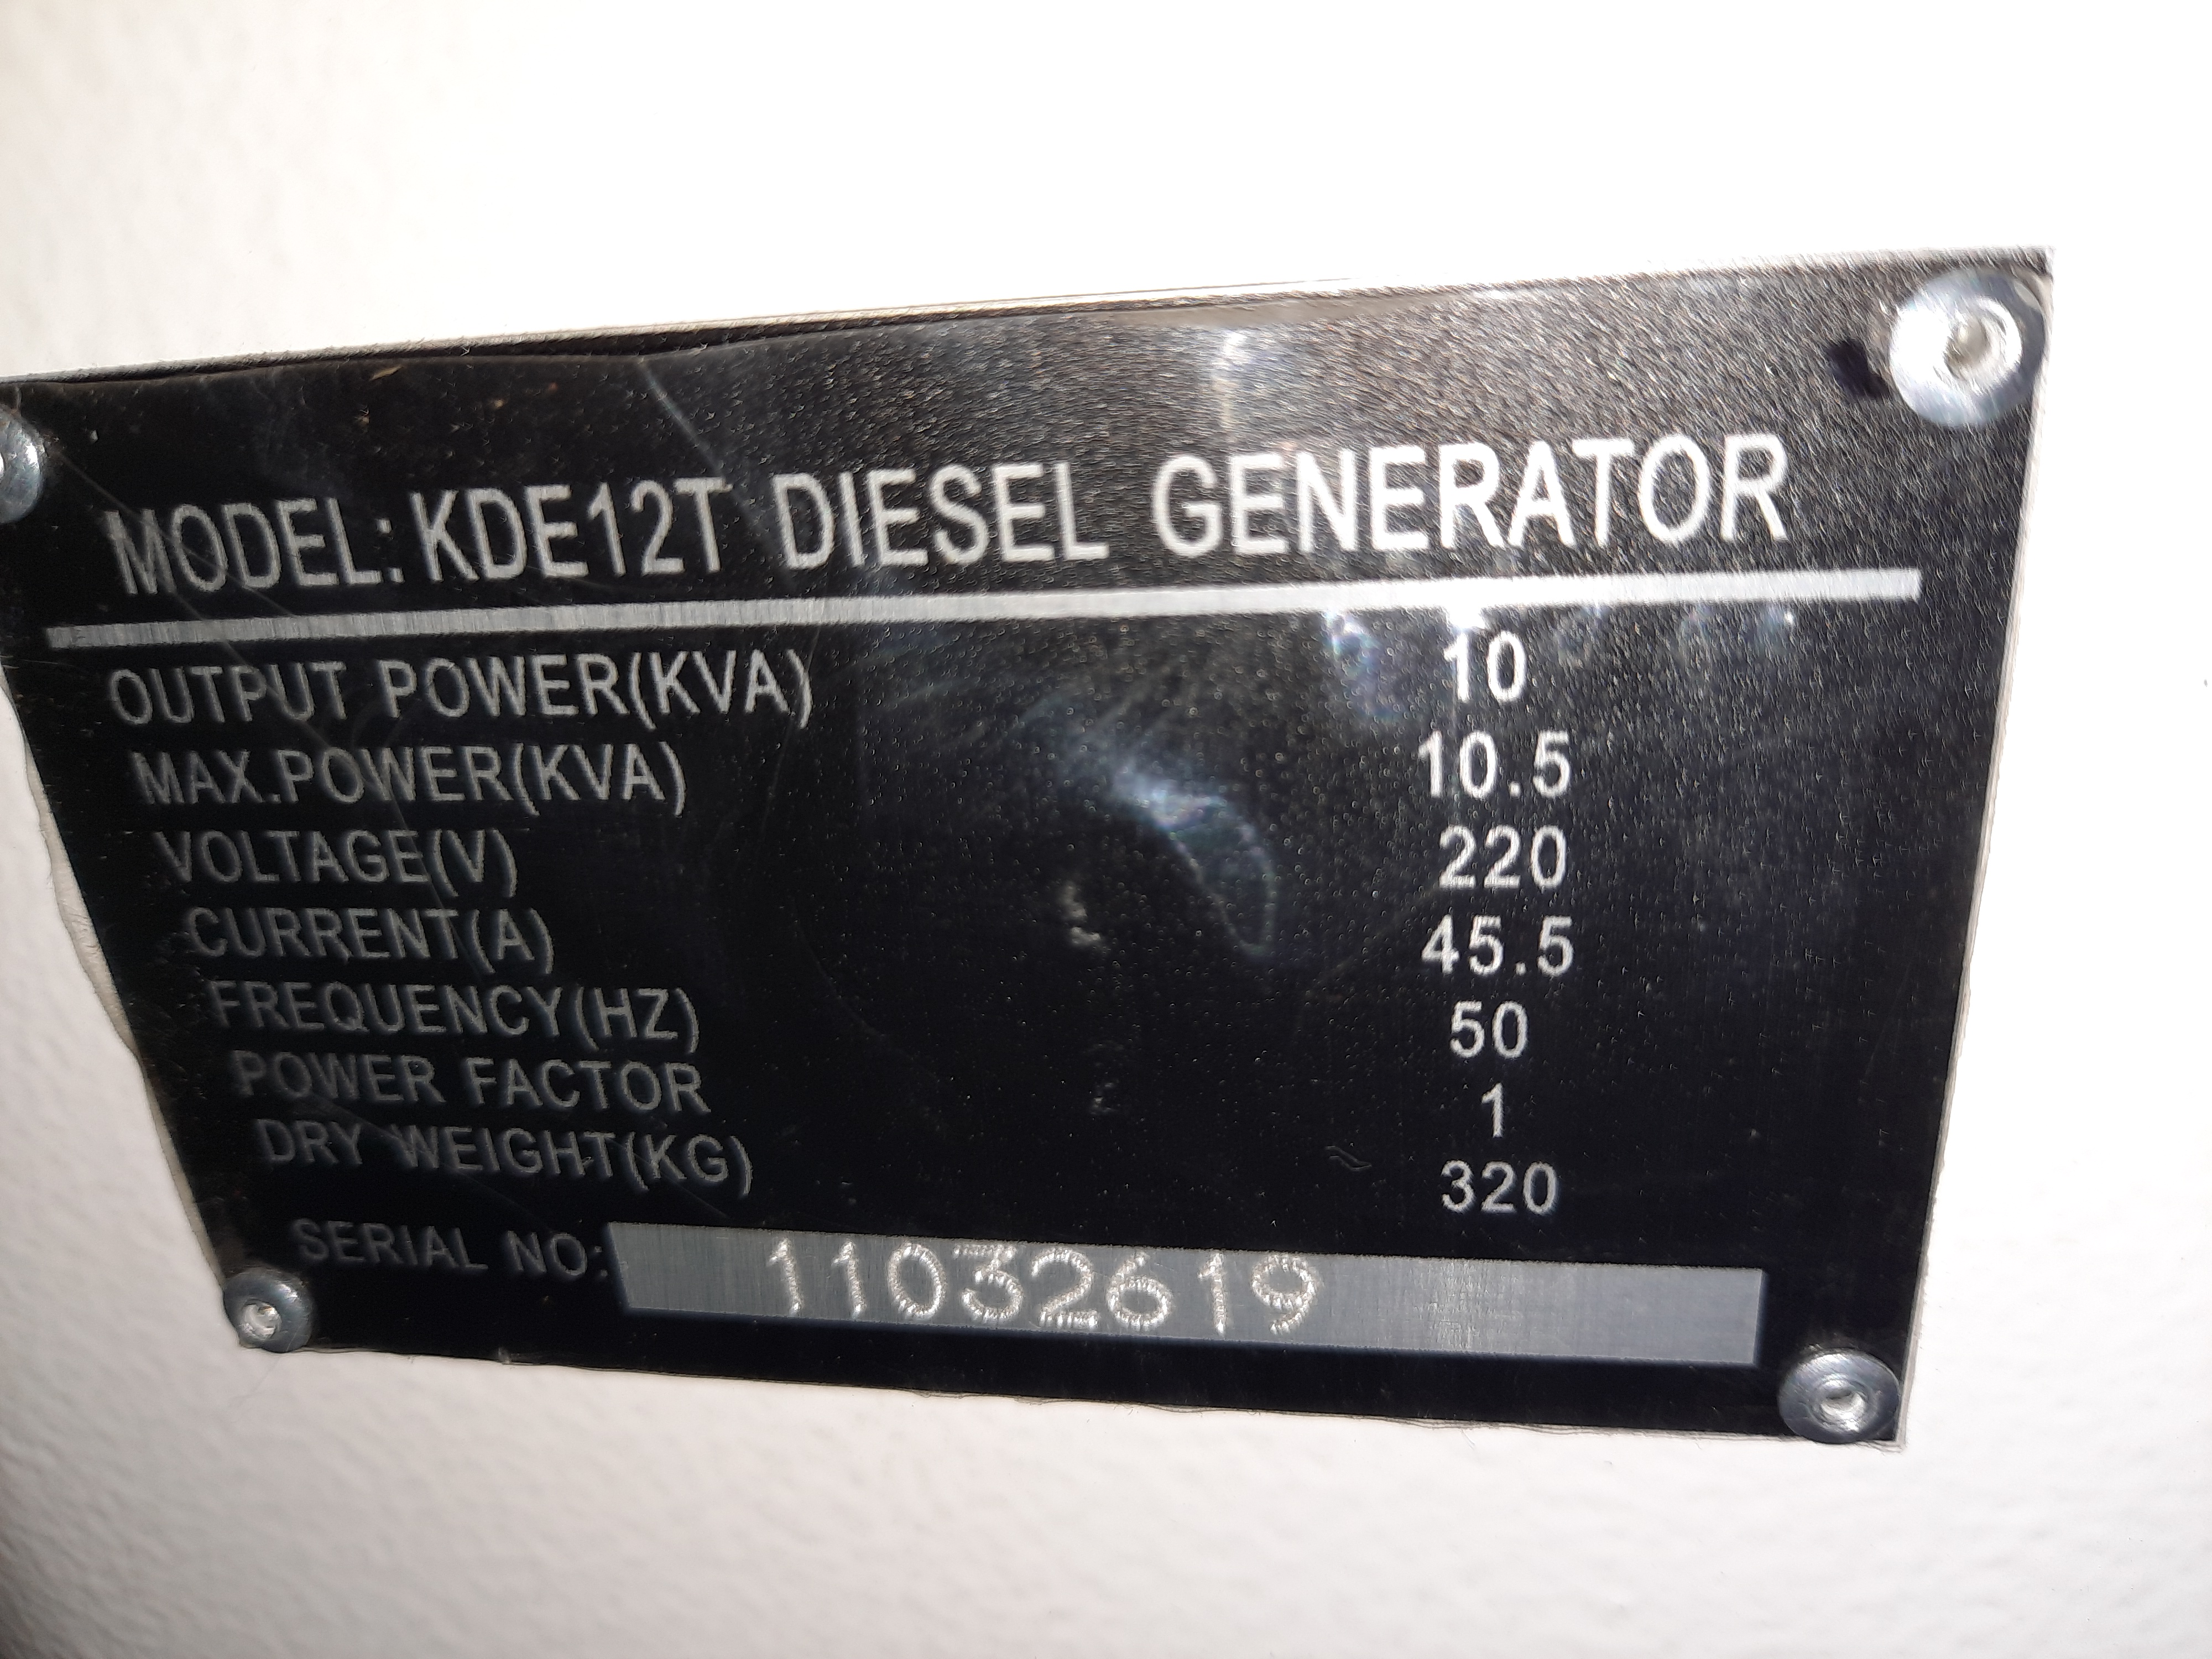 MODEL: KDE12T DIESEL GENERATOR
OUTPUT POWER(KVA) 10
MAX.POWER(KVA) 10.5
VOLTAGE(V) 220
CURRENT(A) 45.5
FREQUENCY(HZ) 50
POWER FACTOR 1
DRY WEIGHT(KG) 320
SERIAL NO: 11032619